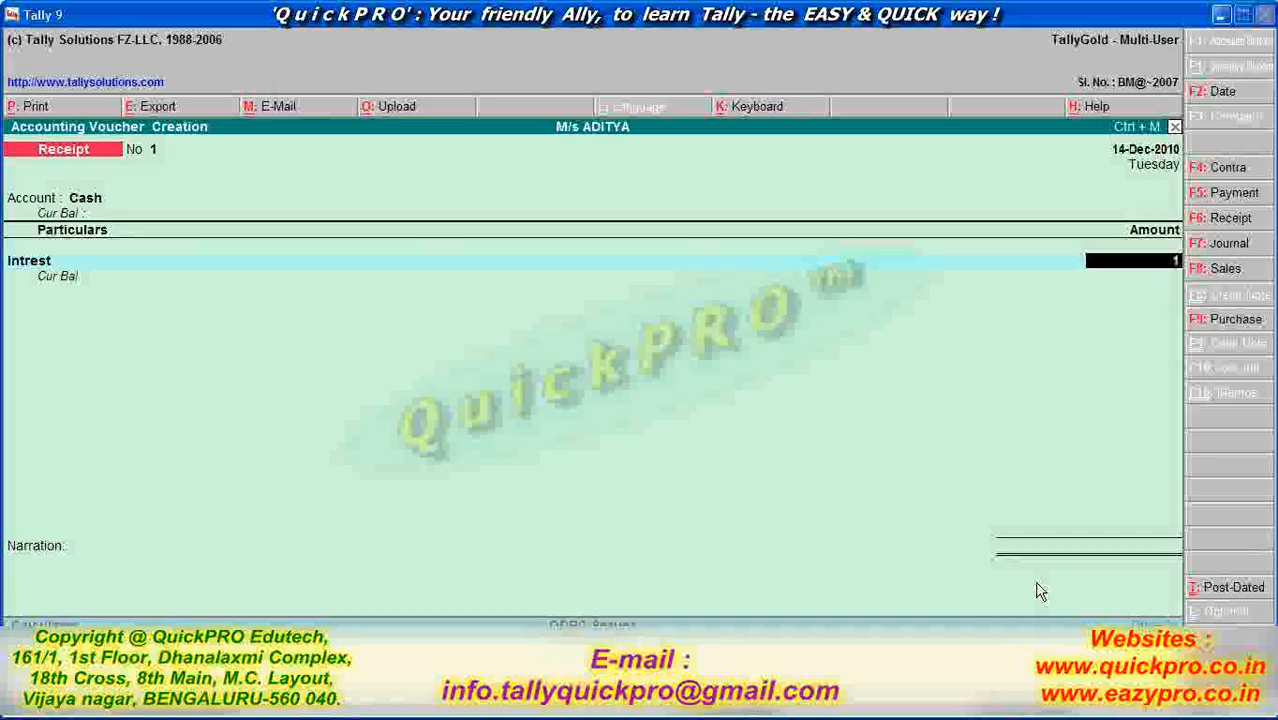 Tally 9
'QuickPRO' : Your friendly Ally, to learn Tally - the EASY & QUICK way !
(c) Tally Solutions FZ-LLC, 1988-2006
TallyGold - Multi-User
http://www.tallysolutions.com
Sl. No. : BM@~2007
P: Print
E: Export
M: E-Mail
O: Upload
K: Keyboard
H: Help
Accounting Voucher Creation
M/s ADITYA
Ctrl + M
Receipt No 1
14-Dec-2010
Tuesday
Account : Cash
Cur Bal :
Particulars
Amount
Intrest
1
Cur Bal
QuickPRO
Narration:
F2: Date
F4: Contra
F5: Payment
F6: Receipt
F7: Journal
F8: Sales
F9: Purchase
T: Post-Dated
Copyright @ QuickPRO Edutech,
161/1, 1st Floor, Dhanalaxmi Complex,
18th Cross, 8th Main, M.C. Layout,
Vijaya nagar, BENGALURU-560 040.
E-mail :
info.tallyquickpro@gmail.com
Websites :
www.quickpro.co.in
www.eazypro.co.in